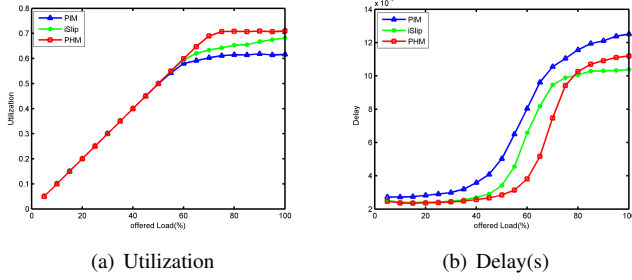 0.8
0.7
0.6
0.5
0.4
0.3
0.2
0.1
0
0 20 40 60 80 100
Utilization
offered Load(%)
PIM
iSlip
PHM
(a) Utilization
14
12
10
8
6
4
2
0 20 40 60 80 100
Delay
offered Load(%)
PIM
iSlip
PHM
(b) Delay(s)